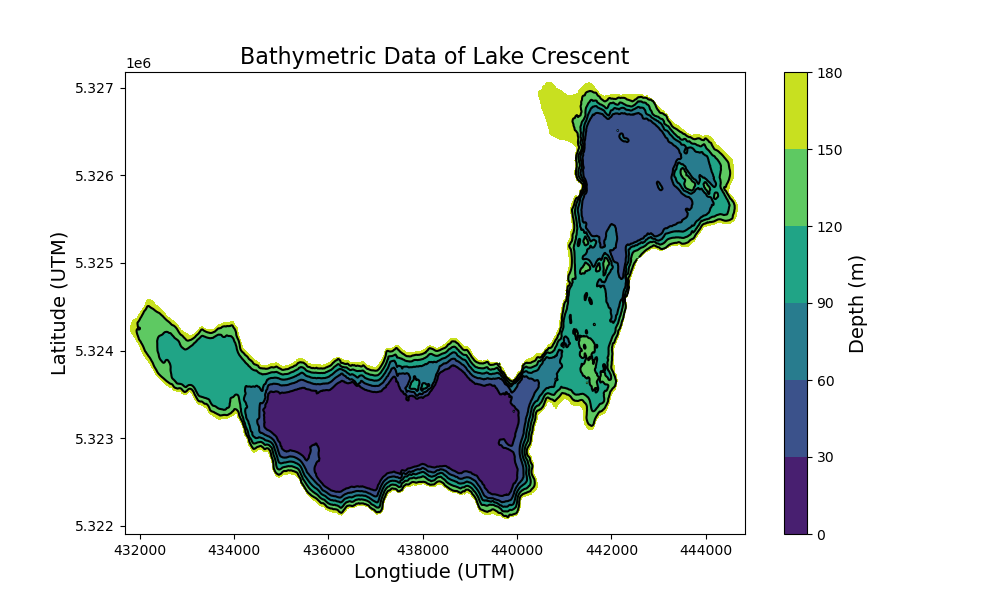 Bathymetric Data of Lake Crescent
1e6
5.327
5.326
5.325
5.324
5.323
5.322
Latitude (UTM)
432000 434000 436000 438000 440000 442000 444000
Longtiude (UTM)
180
150
120
90
60
30
0
Depth (m)